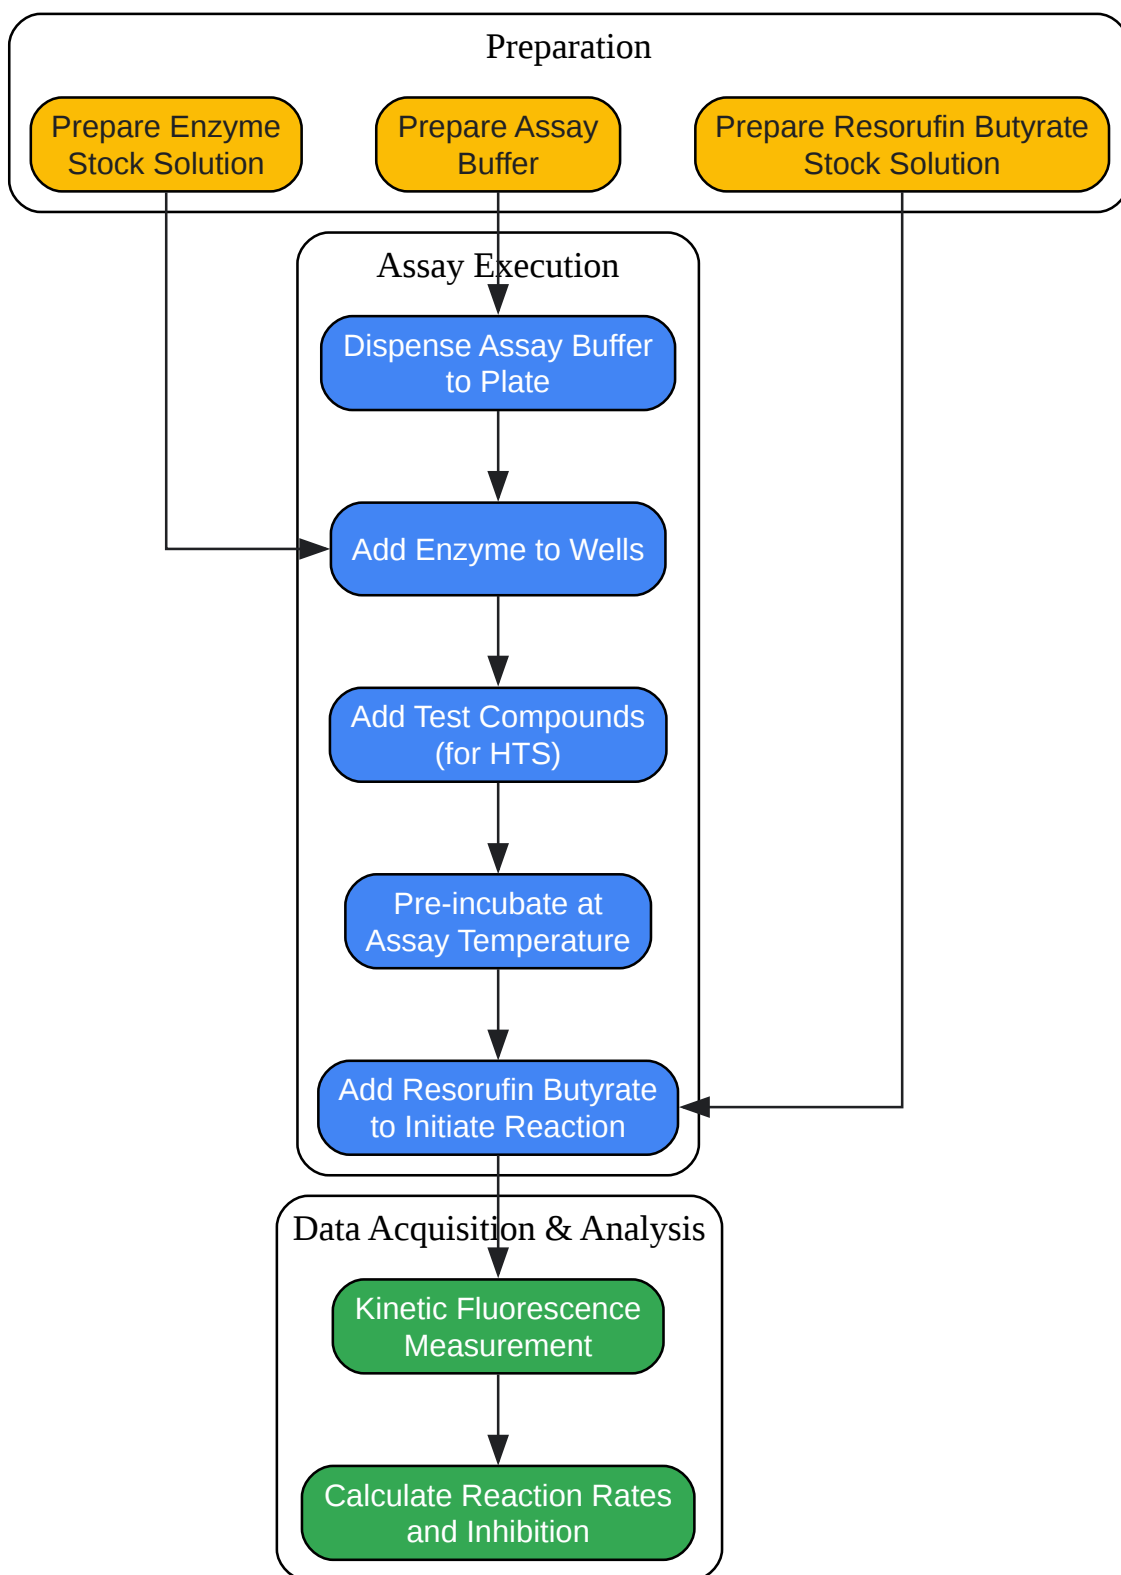 Preparation
Prepare Enzyme
Stock Solution
Prepare Assay
Buffer
Prepare Resorufin Butyrate
Stock Solution
Assay Execution
Dispense Assay Buffer
to Plate
Add Enzyme to Wells
Add Test Compounds
(for HTS)
Pre-incubate at
Assay Temperature
Add Resorufin Butyrate
to Initiate Reaction
Data Acquisition & Analysis
Kinetic Fluorescence
Measurement
Calculate Reaction Rates
and Inhibition